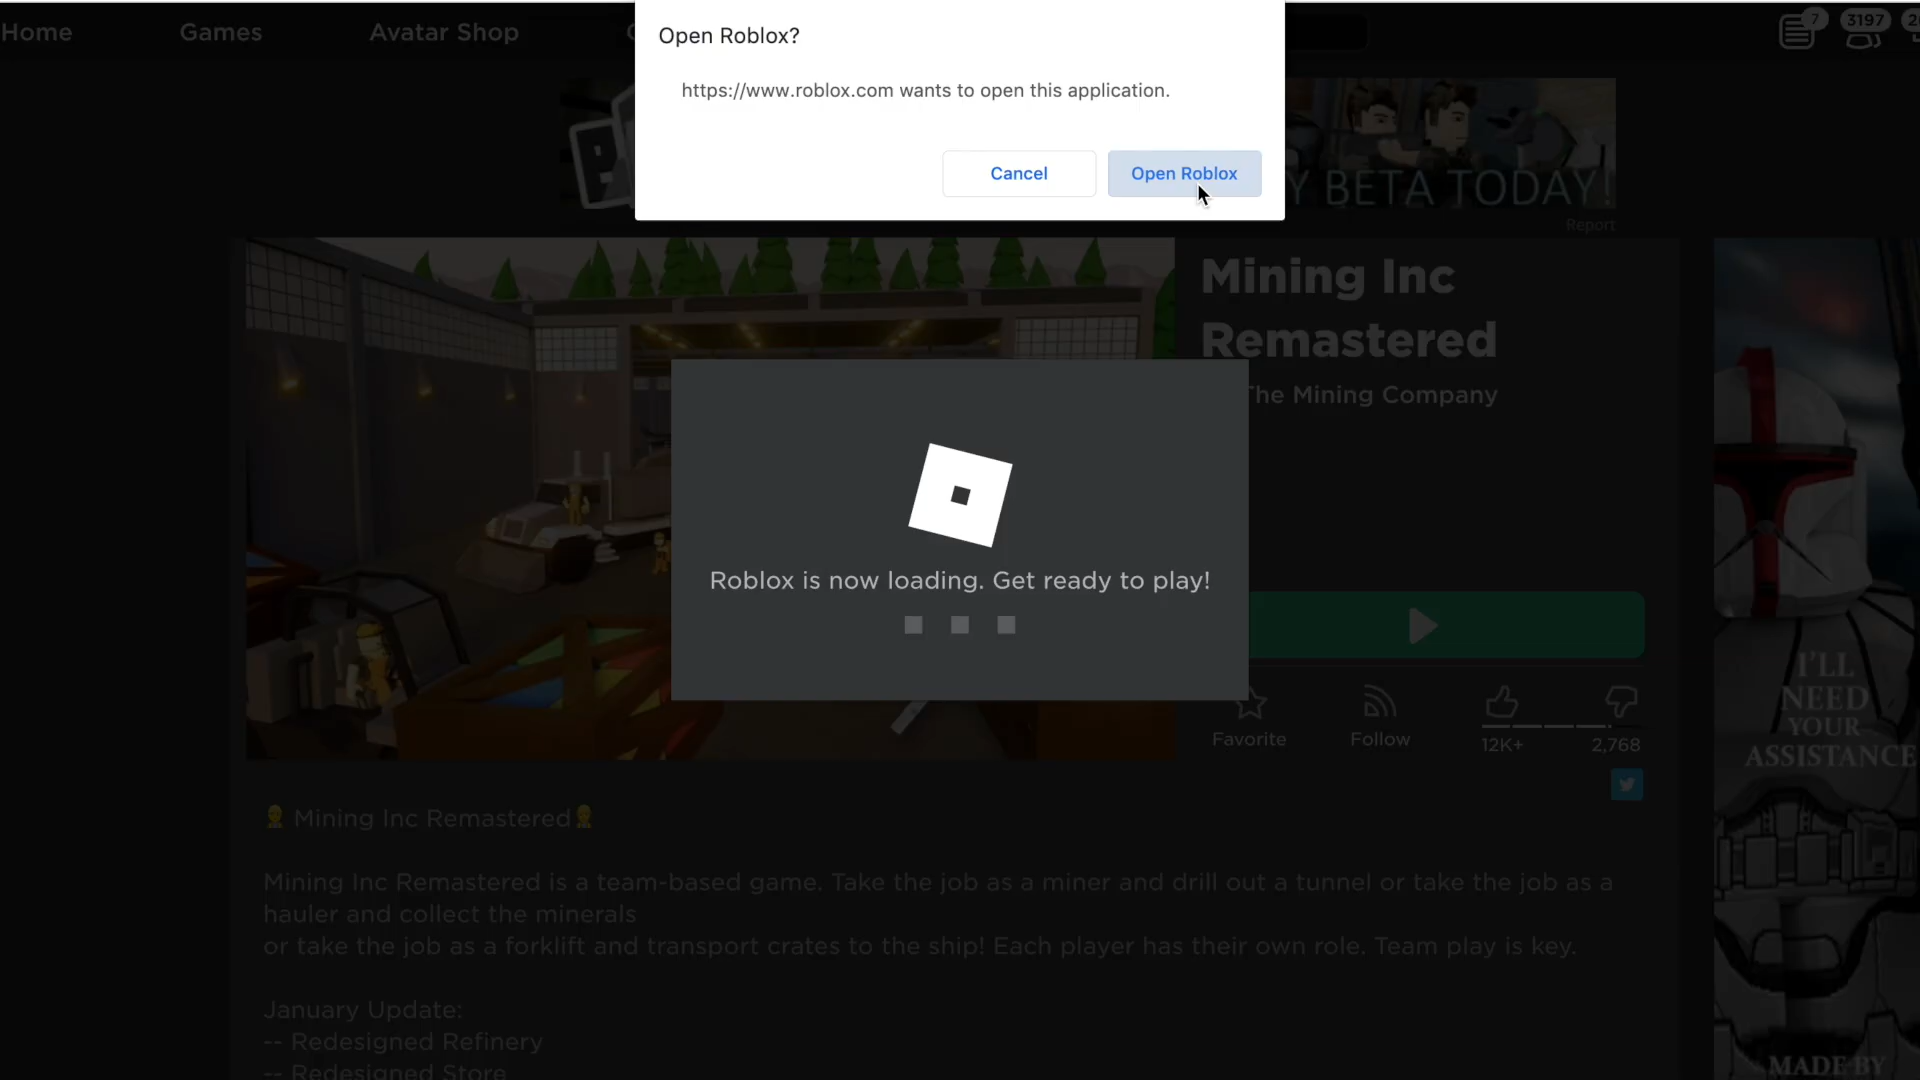 Home
Games
Avatar Shop
7
3197
Open Roblox?
https://www.roblox.com wants to open this application.
Cancel
Open Roblox
Y BETA TODAY!
Report
Mining Inc
Remastered
The Mining Company
Roblox is now loading. Get ready to play!
Favorite
Follow
12K+
2,768
I'LL
NEED
YOUR
ASSISTANCE
MADE BY
Mining Inc Remastered
Mining Inc Remastered is a team-based game. Take the job as a miner and drill out a tunnel or take the job as a
hauler and collect the minerals
or take the job as a forklift and transport crates to the ship! Each player has their own role. Team play is key.
January Update:
-- Redesigned Refinery
-- Redesigned Store